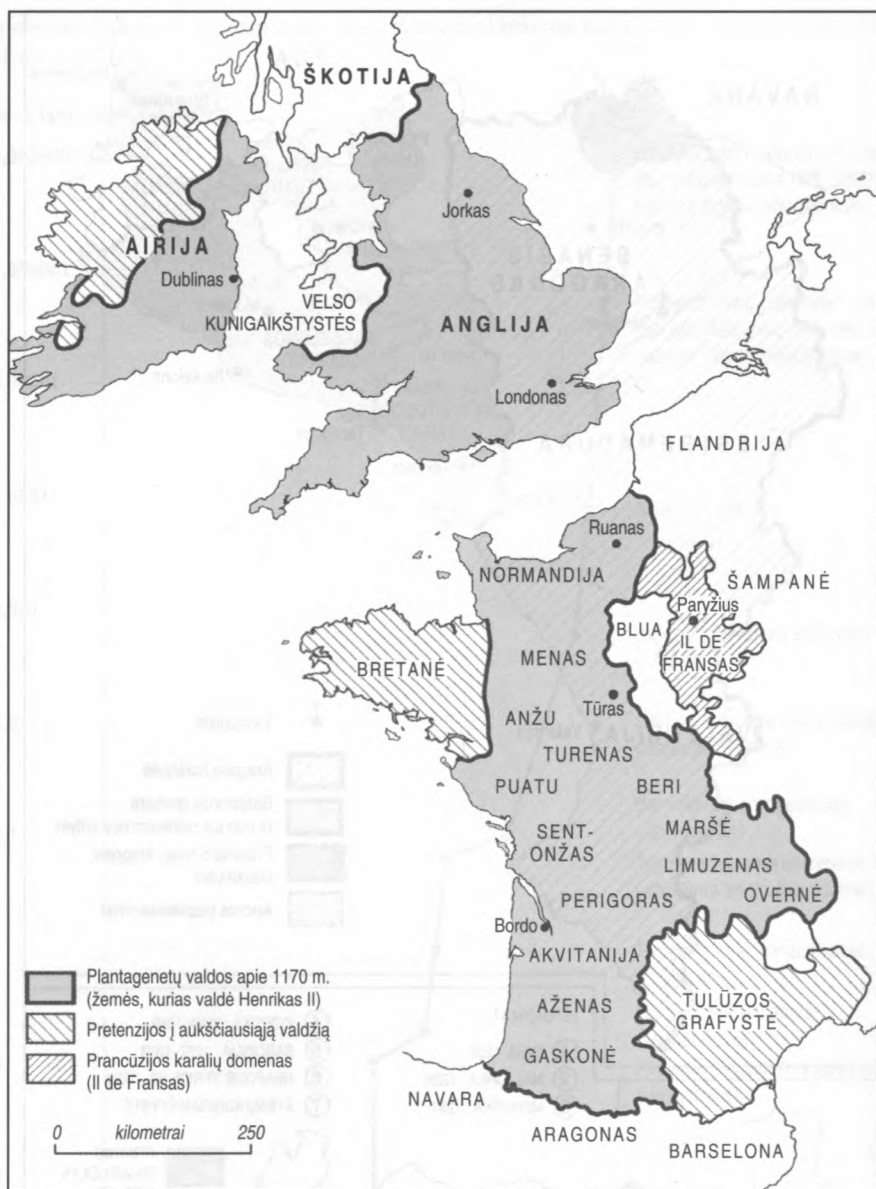 ŠKOTIJA
Jorkas
AIRIJA
Dublinas
VELSO
KUNIGAIKŠTYSTĖS
ANGLIJA
Londonas
FLANDRIJA
Ruanas
NORMANDIJA
ŠAMPANĖ
Paryžius
BLUA
IL DE
FRANSAS
BRETANĖ
MENAS
Tūras
ANŽU
TURENAS
PUATU
BERI
MARŠĖ
SENT-
ONŽAS
LIMUZENAS
OVERNĖ
PERIGORAS
Bordo
AKVITANIJA
AŽENAS
TULŪZOS
GRAFYSTĖ
GASKONĖ
NAVARA
ARAGONAS
BARSELONA
Plantagenetų valdos apie 1170 m.
(žemės, kurias valdė Henrikas II)
Pretenzijos į aukščiausiąją valdžią
Prancūzijos karalių domenas
(Il de Fransas)
0 kilometrai 250